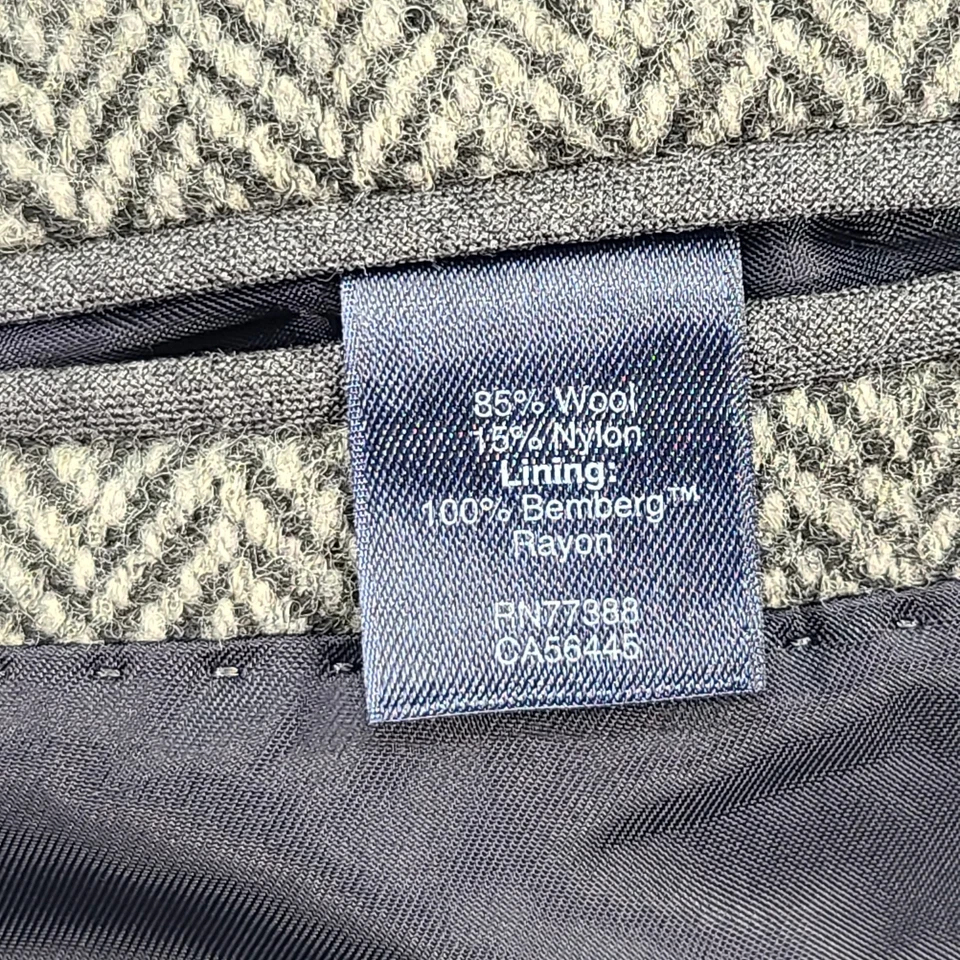 85% Wool
15% Nylon
Lining:
100% Bemberg™
Rayon
RN77388
CA56445